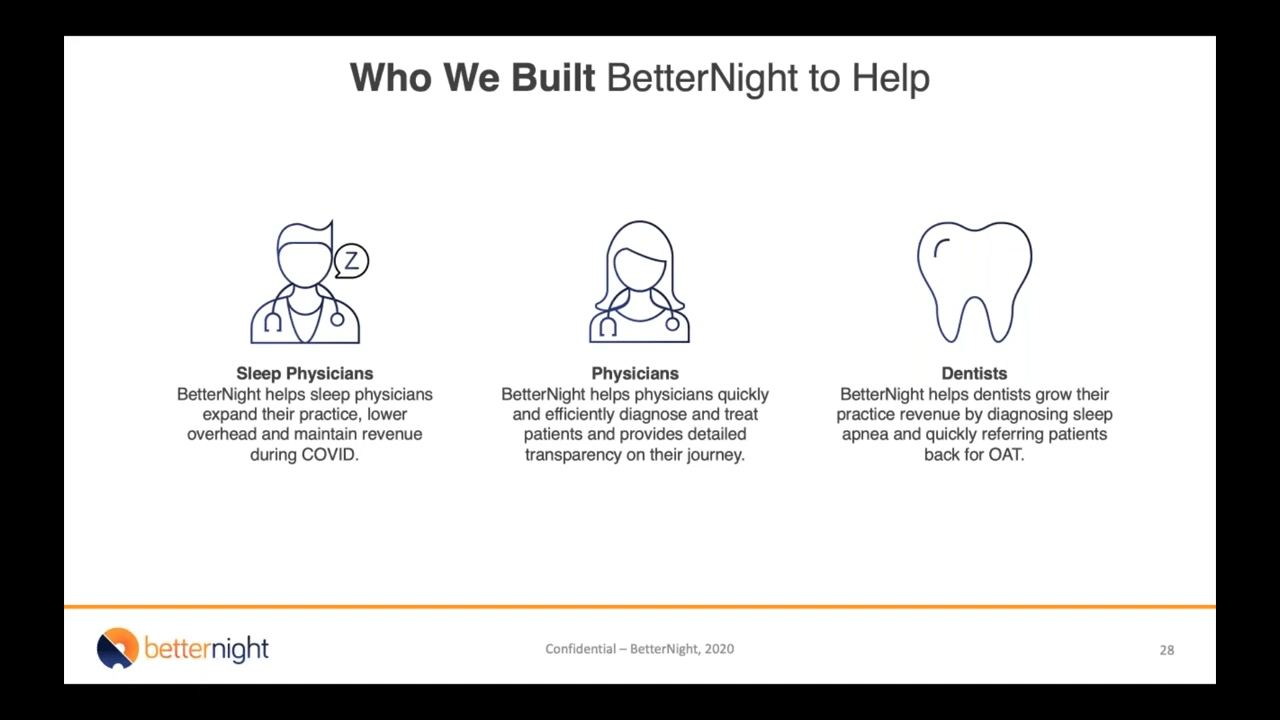 Who We Built BetterNight to Help
Z
Sleep Physicians
BetterNight helps sleep physicians
expand their practice, lower
overhead and maintain revenue
during COVID.
Physicians
BetterNight helps physicians quickly
and efficiently diagnose and treat
patients and provides detailed
transparency on their journey.
Dentists
BetterNight helps dentists grow their
practice revenue by diagnosing sleep
apnea and quickly referring patients
back for OAT.
betternight
Confidential – BetterNight, 2020
28